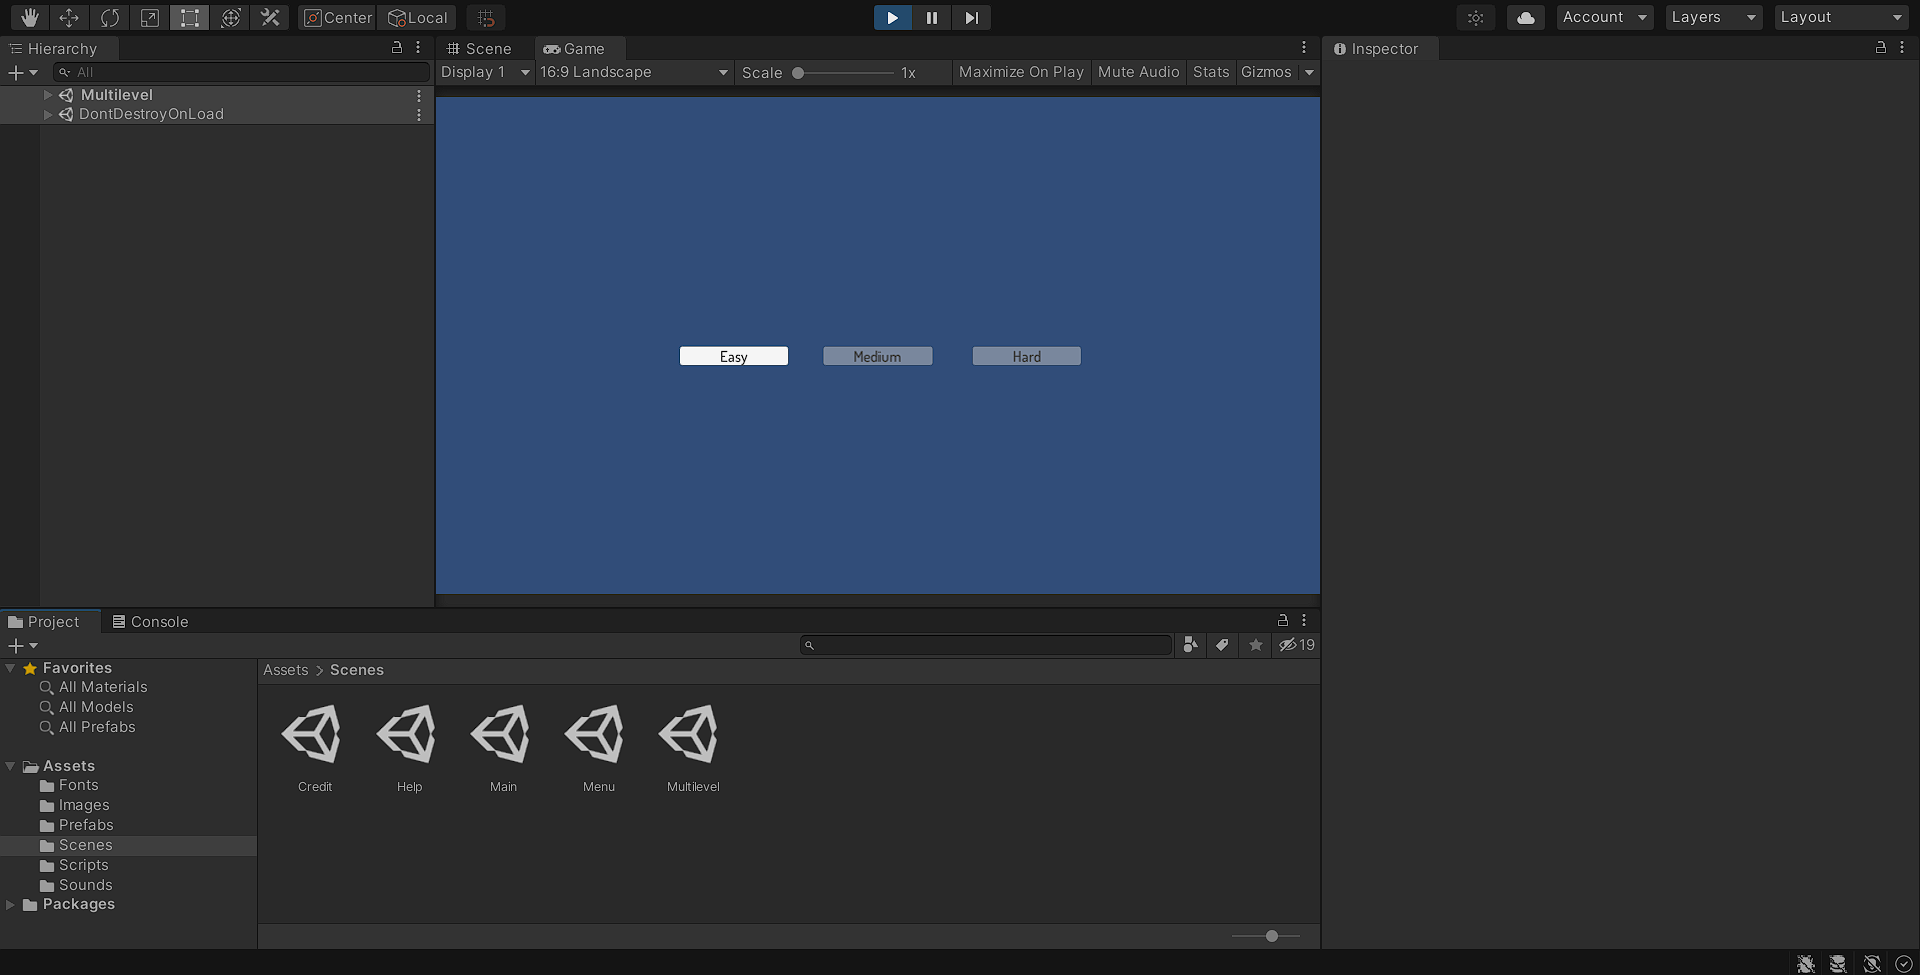 Center
Local
Account
Layers
Layout
Hierarchy
All
Multilevel
DontDestroyOnLoad
Scene
Game
Display 1
16:9 Landscape
Scale
1x
Maximize On Play
Mute Audio
Stats
Gizmos
Easy
Medium
Hard
Inspector
Project
Console
19
Favorites
All Materials
All Models
All Prefabs
Assets
Fonts
Images
Prefabs
Scenes
Scripts
Sounds
Packages
Assets > Scenes
Credit
Help
Main
Menu
Multilevel